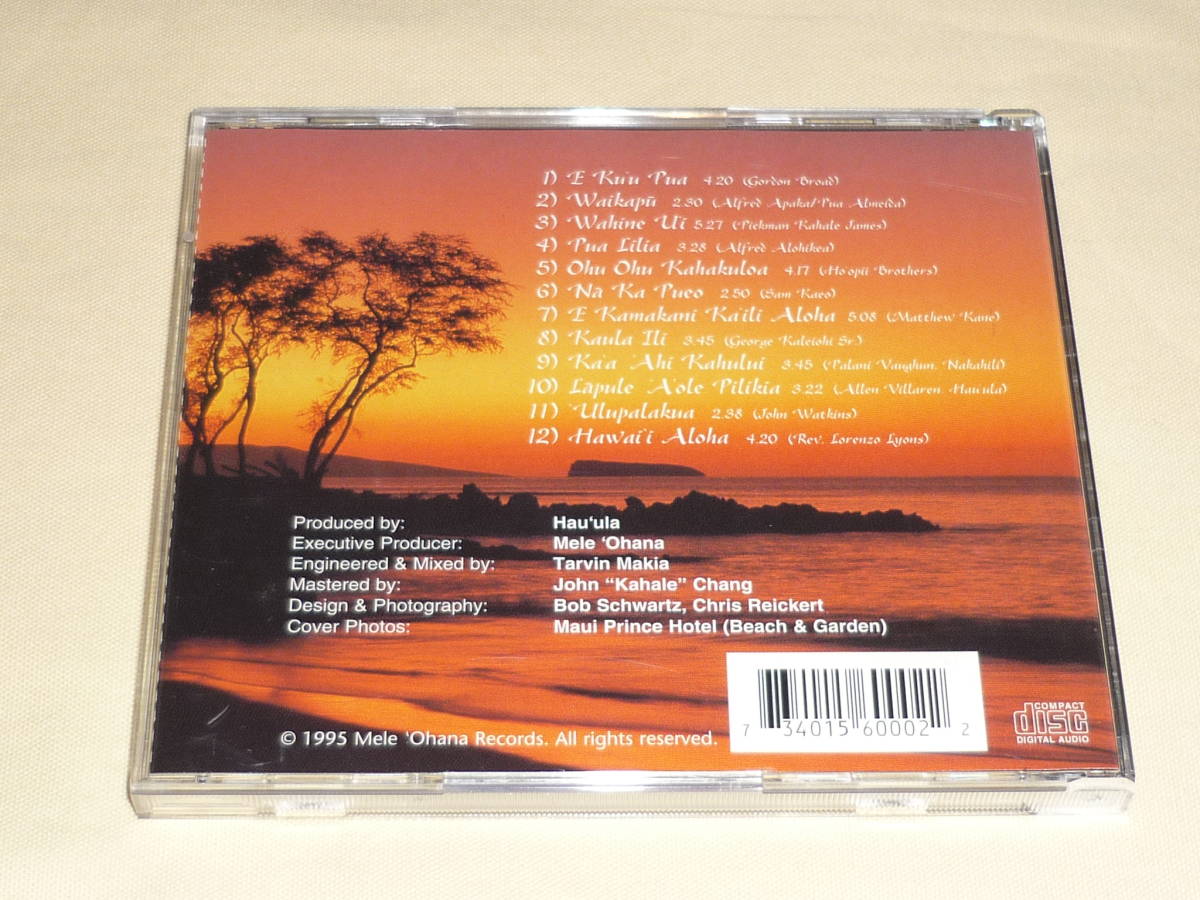 1) E Ku'u Pua 4.20 (Gordon Broad)
2) Waikapū 2.30 (Alfred Apaka/Pua Almeida)
3) Wahine U'i 5:27 (Pickman Kahale James)
4) Pua Lilia 3.28 (Alfred Alohikea)
5) Ohu Ohu Kahakuloa 4.17 (Ho'opii Brothers)
6) Nā Ka Pueo 2.50 (Sam Kaeo)
7) E Kamakani Ka'ili Aloha 5:08 (Matthew Kane)
8) Kaula Ili 3.45 (George Kaleiohi Sr.)
9) Ka'a 'Ahi Kahului 3.45 (Palani Vaughun, Nakahili)
10) Lāpule 'A'ole Pilikia 3.22 (Allen Villaren, Hau'ula)
11) 'Ulupalakua 2.38 (John Watkins)
12) Hawai'i Aloha 4.20 (Rev. Lorenzo Lyons)
Produced by: Hau'ula
Executive Producer: Mele 'Ohana
Engineered & Mixed by: Tarvin Makia
Mastered by: John "Kahale" Chang
Design & Photography: Bob Schwartz, Chris Reickert
Cover Photos: Maui Prince Hotel (Beach & Garden)
© 1995 Mele 'Ohana Records. All rights reserved.
7 34015 60002 2
COMPACT
disc
DIGITAL AUDIO